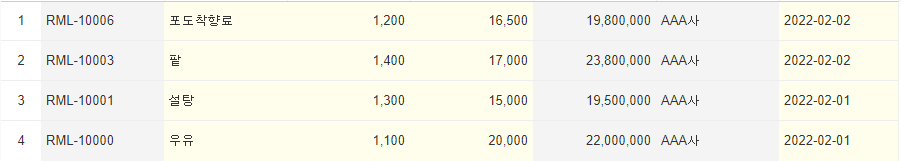 1 RML-10006 포도착향료 1,200 16,500 19,800,000 AAA사 2022-02-02
2 RML-10003 팥 1,400 17,000 23,800,000 AAA사 2022-02-02
3 RML-10001 설탕 1,300 15,000 19,500,000 AAA사 2022-02-01
4 RML-10000 우유 1,100 20,000 22,000,000 AAA사 2022-02-01